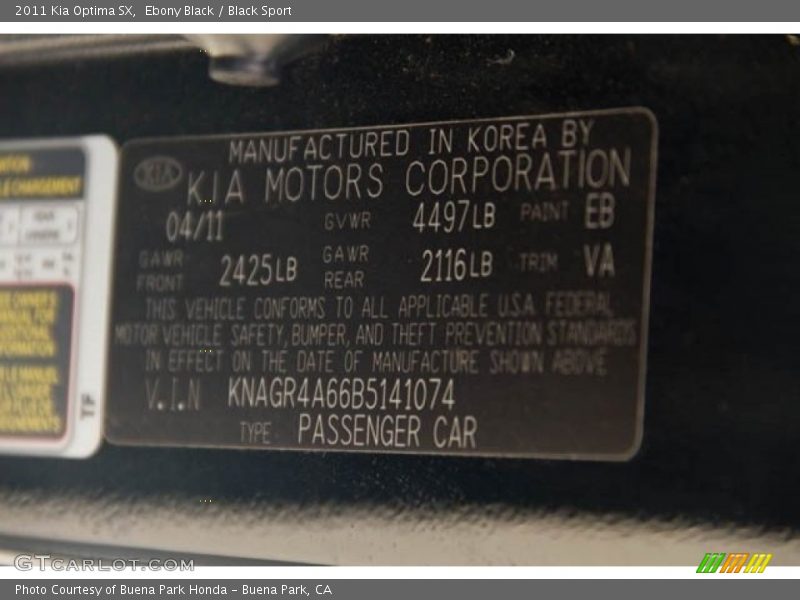 2011 Kia Optima SX, Ebony Black / Black Sport
MANUFACTURED IN KOREA BY
KIA KIA MOTORS CORPORATION
04/11 GVWR 4497LB PAINT EB
GAWR FRONT 2425LB GAWR REAR 2116LB TRIM VA
THIS VEHICLE CONFORMS TO ALL APPLICABLE U.S.A. FEDERAL
MOTOR VEHICLE SAFETY, BUMPER, AND THEFT PREVENTION STANDARDS
IN EFFECT ON THE DATE OF MANUFACTURE SHOWN ABOVE
V.I.N KNAGR4A66B5141074
TYPE PASSENGER CAR
TF
GTCARLOT.COM
Photo Courtesy of Buena Park Honda – Buena Park, CA